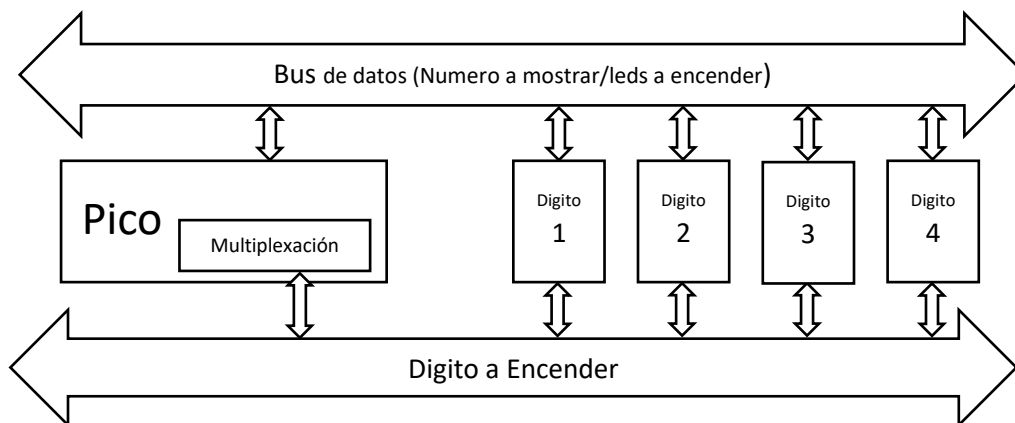 Bus de datos (Numero a mostrar/leds a encender)
Pico
Multiplexación
Digito
1
Digito
2
Digito
3
Digito
4
Digito a Encender